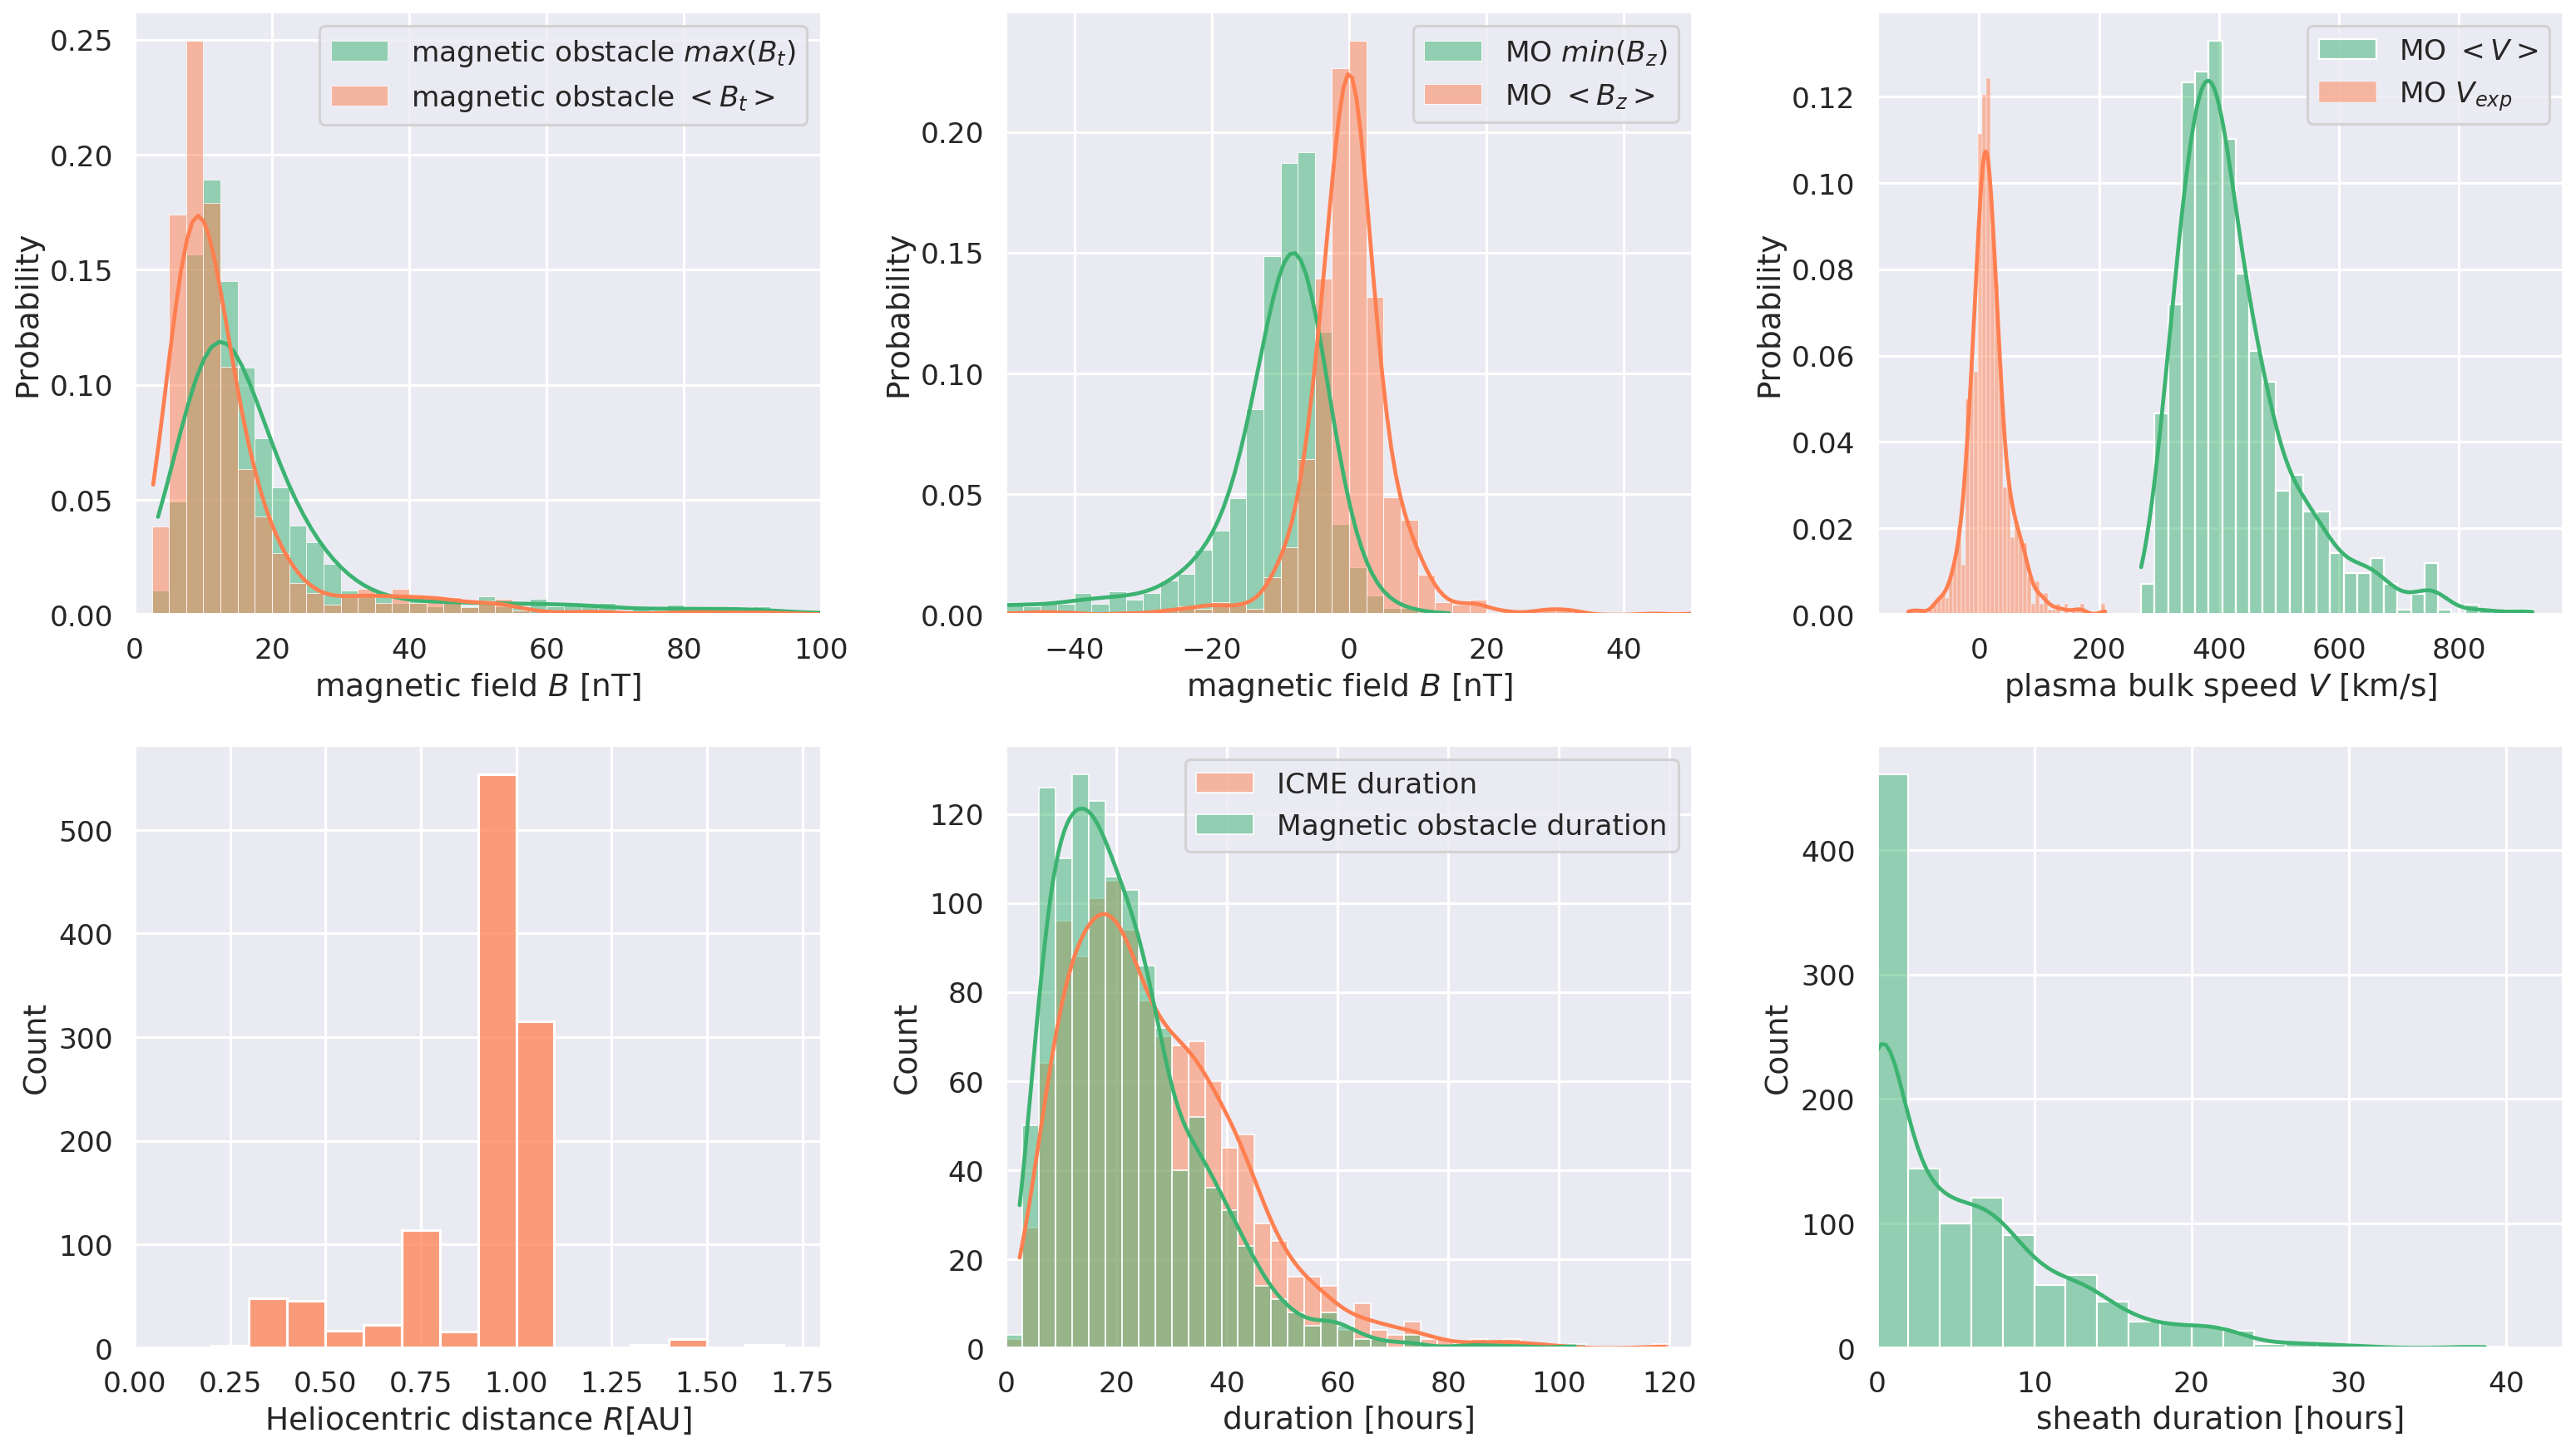 0.25
0.20
0.15
0.10
0.05
0.00
Probability
magnetic obstacle max(B_t)
magnetic obstacle < B_t >
0 20 40 60 80 100
magnetic field B [nT]
0.20
0.15
0.10
0.05
0.00
Probability
MO min(B_z)
MO < B_z >
−40 −20 0 20 40
magnetic field B [nT]
0.12
0.10
0.08
0.06
0.04
0.02
0.00
Probability
MO < V >
MO V_exp
0 200 400 600 800
plasma bulk speed V [km/s]
500
400
300
200
100
0
Count
0.00 0.25 0.50 0.75 1.00 1.25 1.50 1.75
Heliocentric distance R[AU]
120
100
80
60
40
20
0
Count
ICME duration
Magnetic obstacle duration
0 20 40 60 80 100 120
duration [hours]
400
300
200
100
0
Count
0 10 20 30 40
sheath duration [hours]